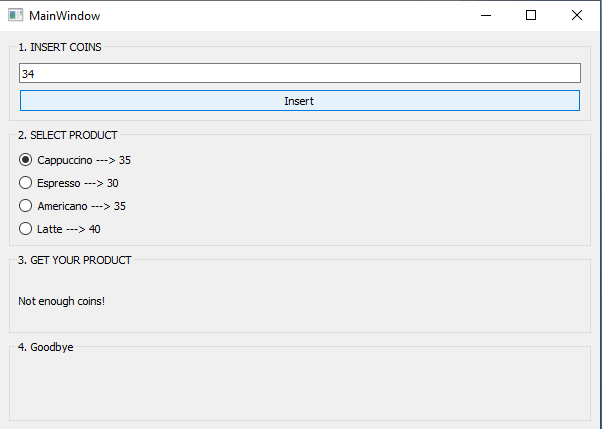 MainWindow
1. INSERT COINS
34
Insert
2. SELECT PRODUCT
Cappuccino ---> 35
Espresso ---> 30
Americano ---> 35
Latte ---> 40
3. GET YOUR PRODUCT
Not enough coins!
4. Goodbye